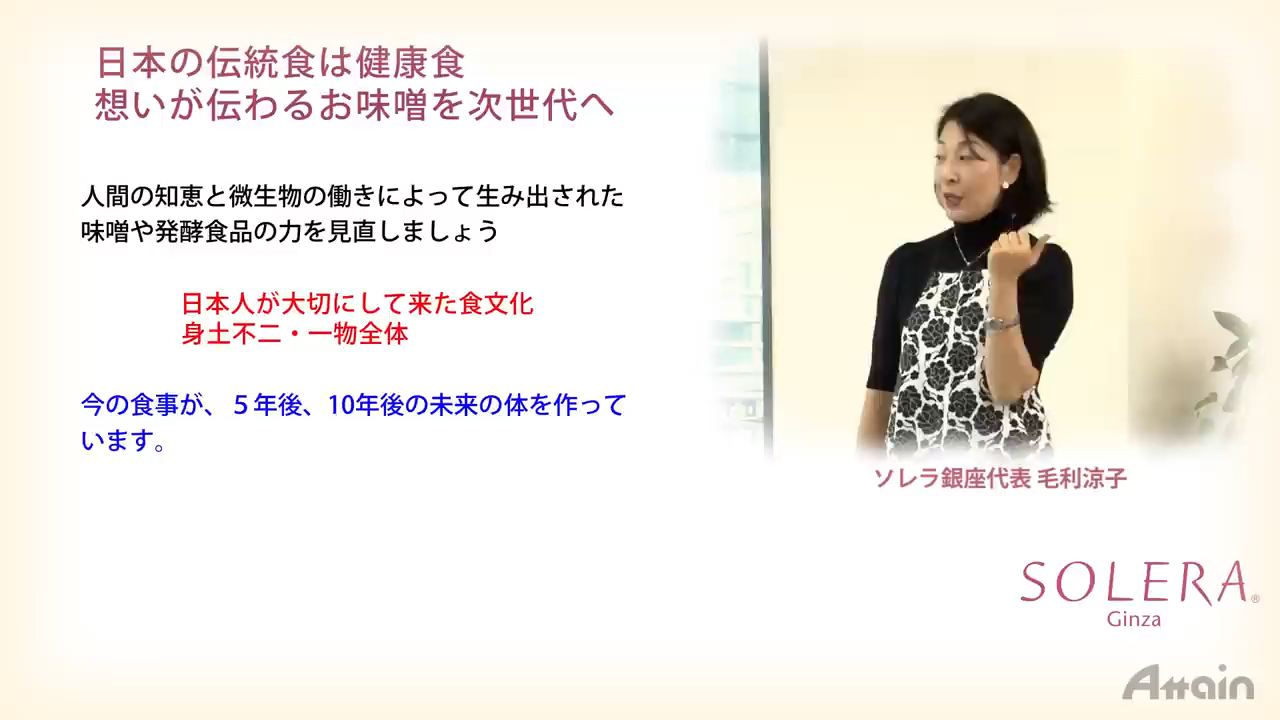 日本の伝統食は健康食
想いが伝わるお味噌を次世代へ
人間の知恵と微生物の働きによって生み出された
味噌や発酵食品の力を見直しましょう
日本人が大切にして来た食文化
身土不二・一物全体
今の食事が、５年後、10年後の未来の体を作って
います。
ソレラ銀座代表 毛利涼子
SOLERA®
Ginza
Attain